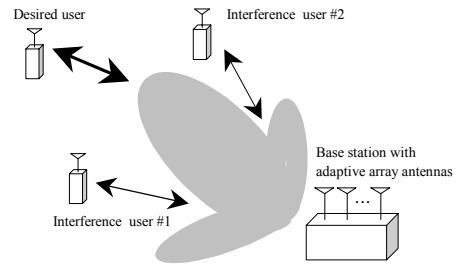 Desired user
Interference user #2
Base station with
adaptive array antennas
...
Interference user #1